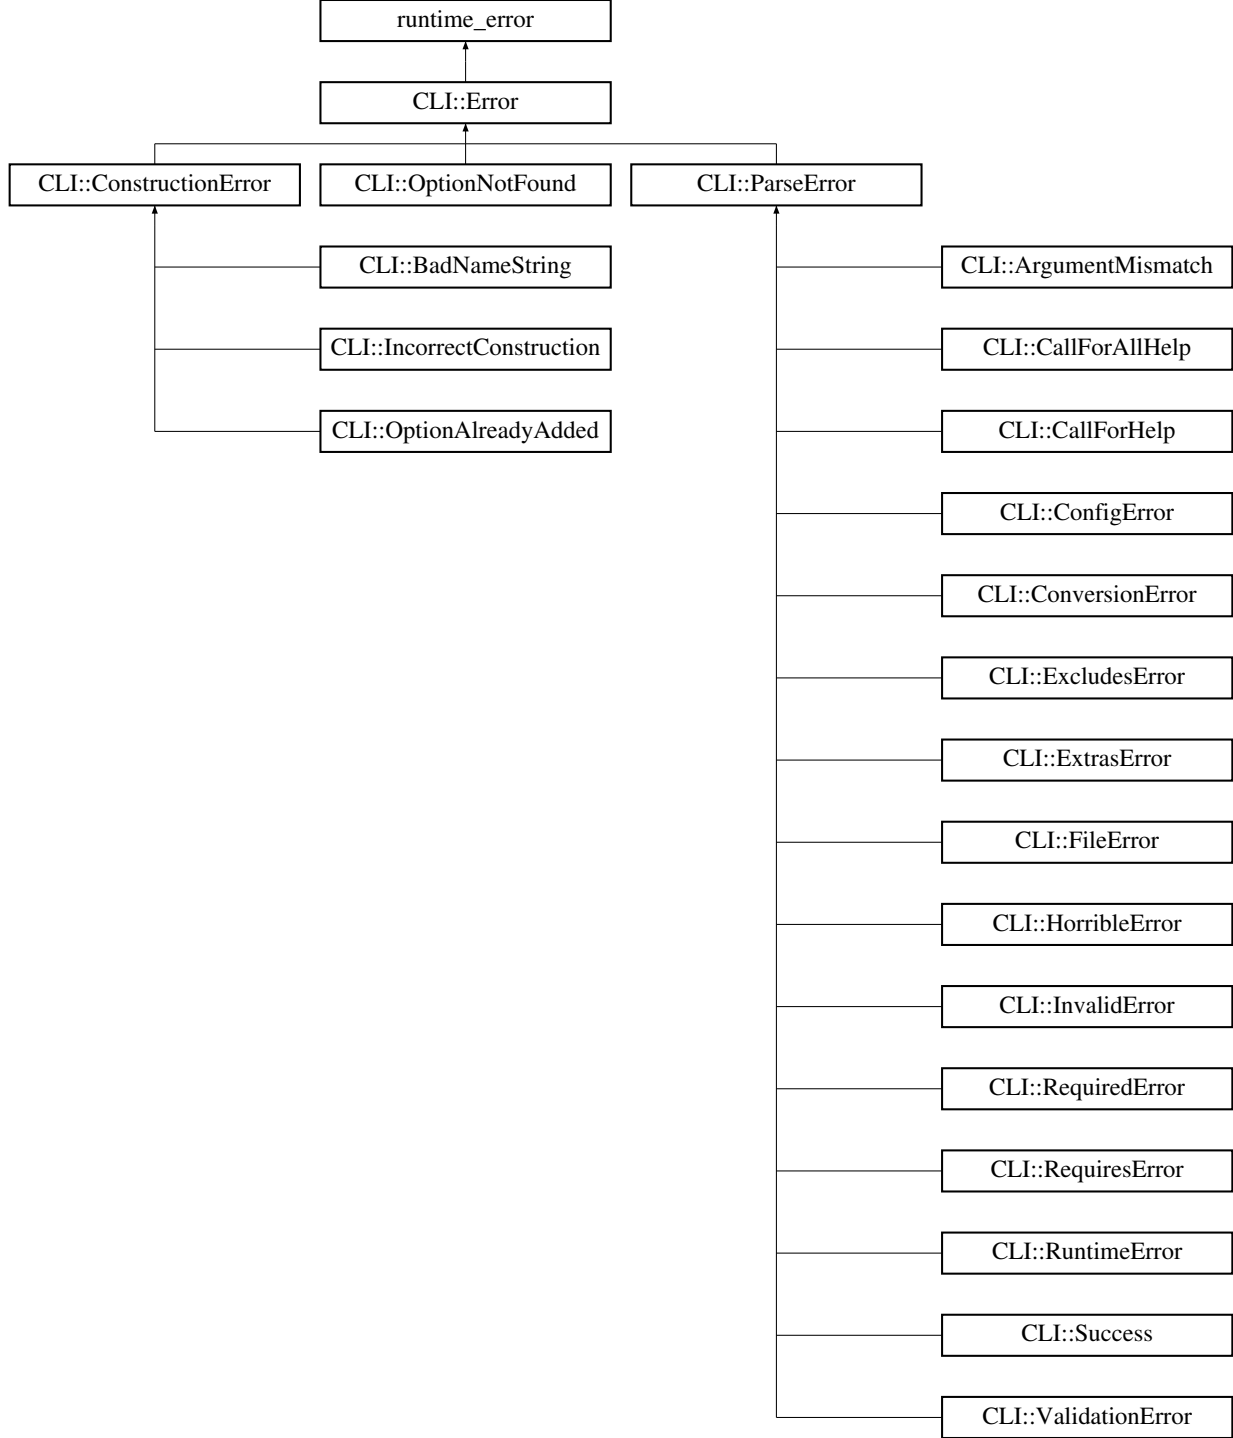 runtime_error
CLI::Error
CLI::ConstructionError
CLI::OptionNotFound
CLI::ParseError
CLI::BadNameString
CLI::ArgumentMismatch
CLI::IncorrectConstruction
CLI::CallForAllHelp
CLI::OptionAlreadyAdded
CLI::CallForHelp
CLI::ConfigError
CLI::ConversionError
CLI::ExcludesError
CLI::ExtrasError
CLI::FileError
CLI::HorribleError
CLI::InvalidError
CLI::RequiredError
CLI::RequiresError
CLI::RuntimeError
CLI::Success
CLI::ValidationError